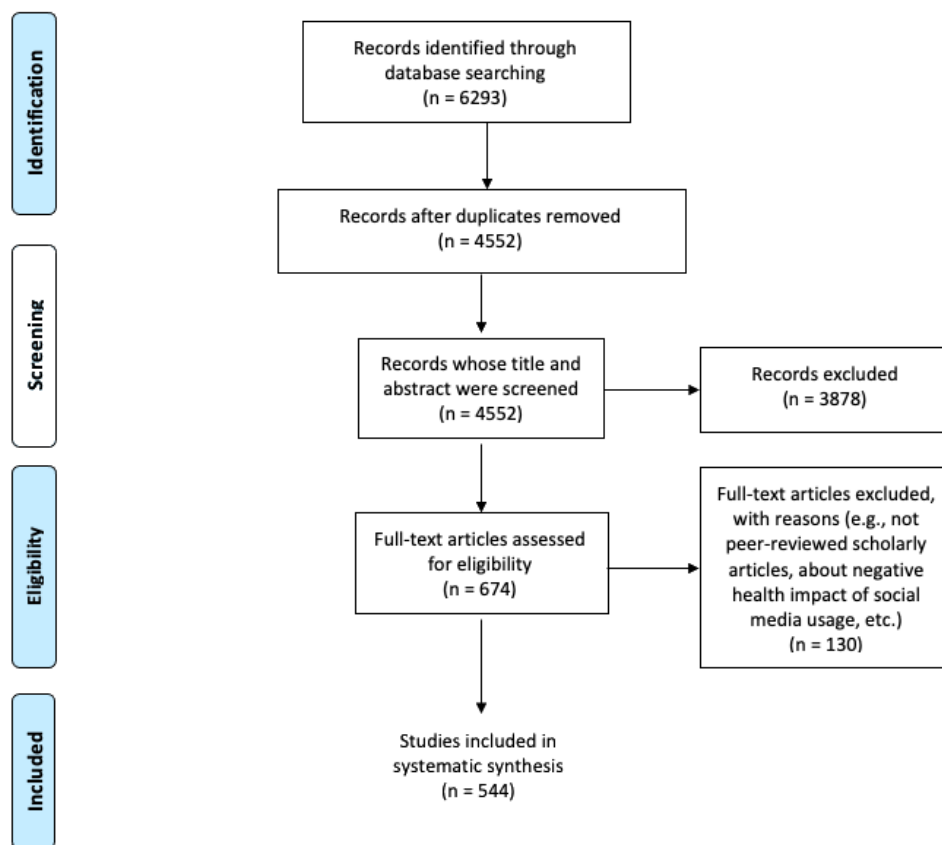 Identification
Records identified through
database searching
(n = 6293)
Records after duplicates removed
(n = 4552)
Screening
Records whose title and
abstract were screened
(n = 4552)
Records excluded
(n = 3878)
Eligibility
Full-text articles assessed
for eligibility
(n = 674)
Full-text articles excluded,
with reasons (e.g., not
peer-reviewed scholarly
articles, about negative
health impact of social
media usage, etc.)
(n = 130)
Included
Studies included in
systematic synthesis
(n = 544)